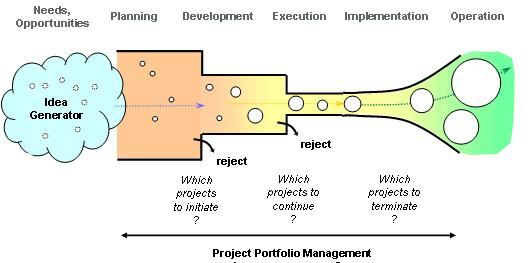 Needs,
Opportunities
Planning
Development
Execution
Implementation
Operation
Idea
Generator
reject
reject
Which
projects
to initiate
?
Which
projects to
continue
?
Which
projects to
terminate
?
Project Portfolio Management